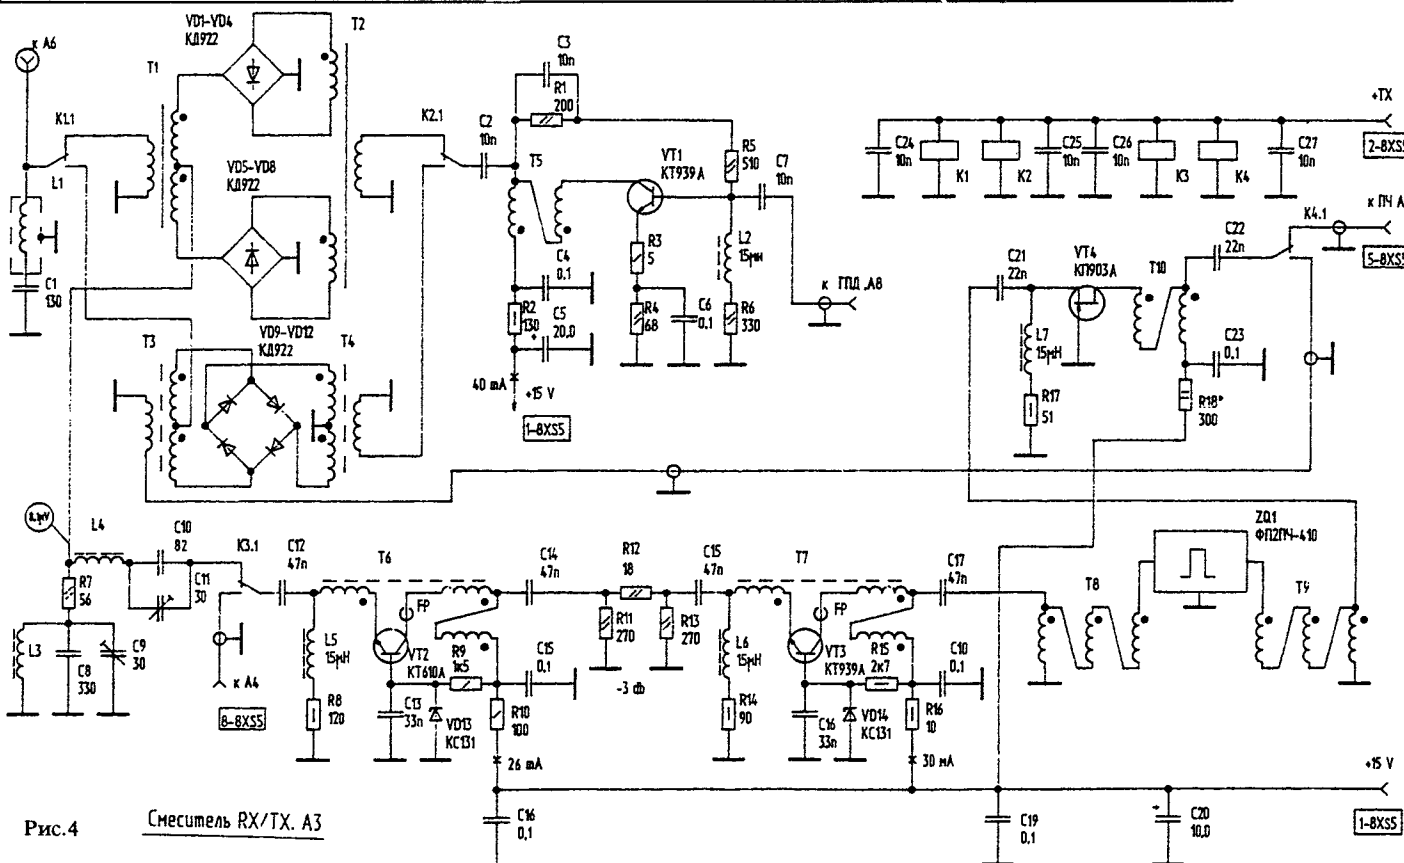 к А6
VD1-VD4
КД922
T2
T1
K1.1
L1
C1
130
VD5-VD8
КД922
K2.1
C2
10n
C3
10n
R1
200
T5
VT1
КТ939А
R5
510
C7
10n
R3
5
L2
15мн
C4
0,1
R2
130
C5
20,0
+
R4
68
C6
0,1
R6
330
к ГПД, А8
40 mA
+15 V
1-8XS5
T3
VD9-VD12
КД922
T4
+TX
2-8XS5
C24
10n
K1
K2
C25
10n
C26
10n
K3
K4
C27
10n
к ПЧ А
5-8XS5
K4.1
C22
22n
C21
22n
VT4
КП903А
T10
L7
15мН
C23
0,1
R17
51
R18*
300
8,1мV
L4
C10
82
C11
30
K3.1
R7
56
L3
C8
330
C9
30
к А4
8-8XS5
C12
47n
T6
L5
15мН
R8
120
FP
VT2
КТ610А
R9
1к5
C13
33n
VD13
КС131
R10
100
C15
0,1
26 mA
C14
47n
R12
18
R11
270
R13
270
-3 db
C15
47n
T7
L6
15мН
R14
90
FP
VT3
КТ939А
R15
2к7
C16
33n
VD14
КС131
R16
10
C10
0,1
30 мА
C17
47n
T8
ZQ1
ФП2П4-410
T9
+15 V
1-8XS5
C16
0,1
C19
0,1
+
C20
10,0
Рис.4
Смеситель RX/TX. А3